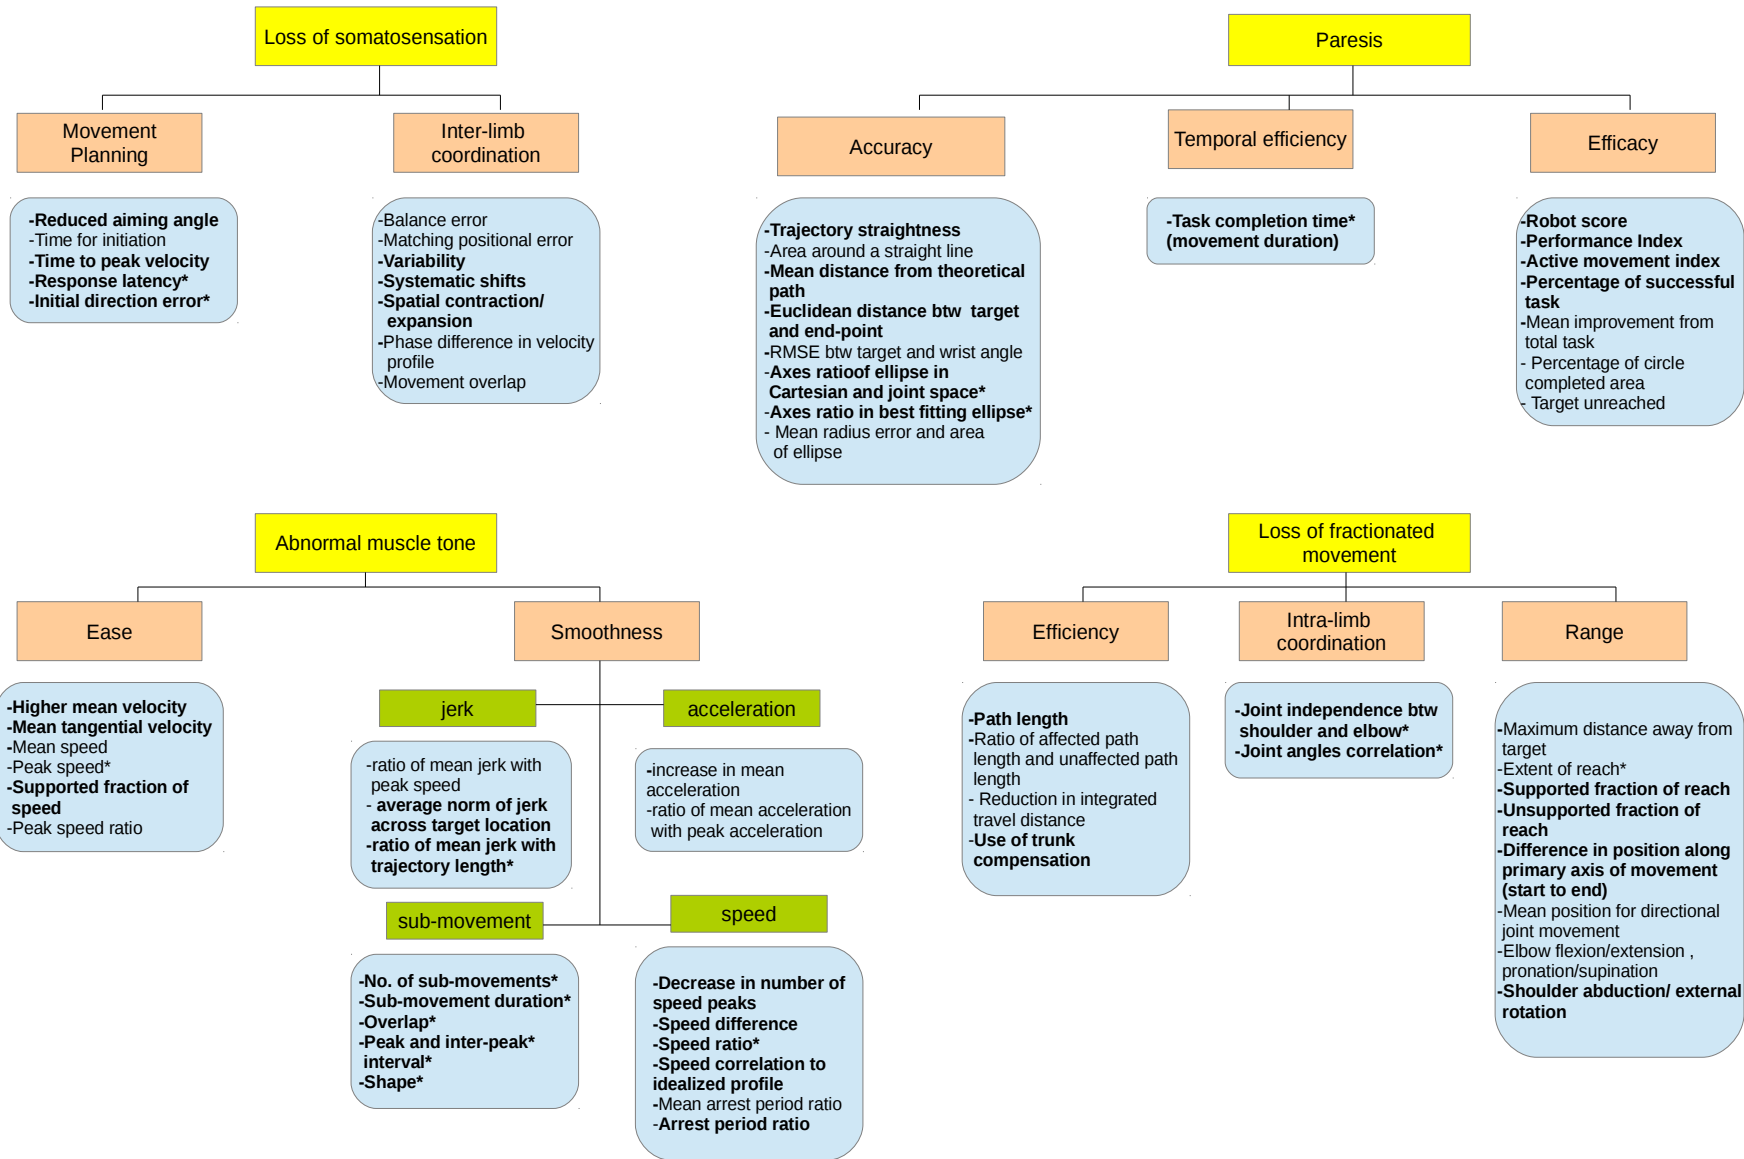 Loss of somatosensation
Movement
Planning
-Reduced aiming angle
-Time for initiation
-Time to peak velocity
-Response latency*
-Initial direction error*
Inter-limb
coordination
-Balance error
-Matching positional error
-Variability
-Systematic shifts
-Spatial contraction/
expansion
-Phase difference in velocity
profile
-Movement overlap
Paresis
Accuracy
-Trajectory straightness
-Area around a straight line
-Mean distance from theoretical
path
-Euclidean distance btw target
and end-point
-RMSE btw target and wrist angle
-Axes ratioof ellipse in
Cartesian and joint space*
-Axes ratio in best fitting ellipse*
- Mean radius error and area
of ellipse
Temporal efficiency
-Task completion time*
(movement duration)
Efficacy
-Robot score
-Performance Index
-Active movement index
-Percentage of successful
task
-Mean improvement from
total task
- Percentage of circle
completed area
- Target unreached
Abnormal muscle tone
Ease
-Higher mean velocity
-Mean tangential velocity
-Mean speed
-Peak speed*
-Supported fraction of
speed
-Peak speed ratio
Smoothness
jerk
-ratio of mean jerk with
peak speed
- average norm of jerk
across target location
-ratio of mean jerk with
trajectory length*
acceleration
-increase in mean
acceleration
-ratio of mean acceleration
with peak acceleration
sub-movement
-No. of sub-movements*
-Sub-movement duration*
-Overlap*
-Peak and inter-peak*
interval*
-Shape*
speed
-Decrease in number of
speed peaks
-Speed difference
-Speed ratio*
-Speed correlation to
idealized profile
-Mean arrest period ratio
-Arrest period ratio
Loss of fractionated
movement
Efficiency
-Path length
-Ratio of affected path
length and unaffected path
length
- Reduction in integrated
travel distance
-Use of trunk
compensation
Intra-limb
coordination
-Joint independence btw
shoulder and elbow*
-Joint angles correlation*
Range
-Maximum distance away from
target
-Extent of reach*
-Supported fraction of reach
-Unsupported fraction of
reach
-Difference in position along
primary axis of movement
(start to end)
-Mean position for directional
joint movement
-Elbow flexion/extension ,
pronation/supination
-Shoulder abduction/ external
rotation